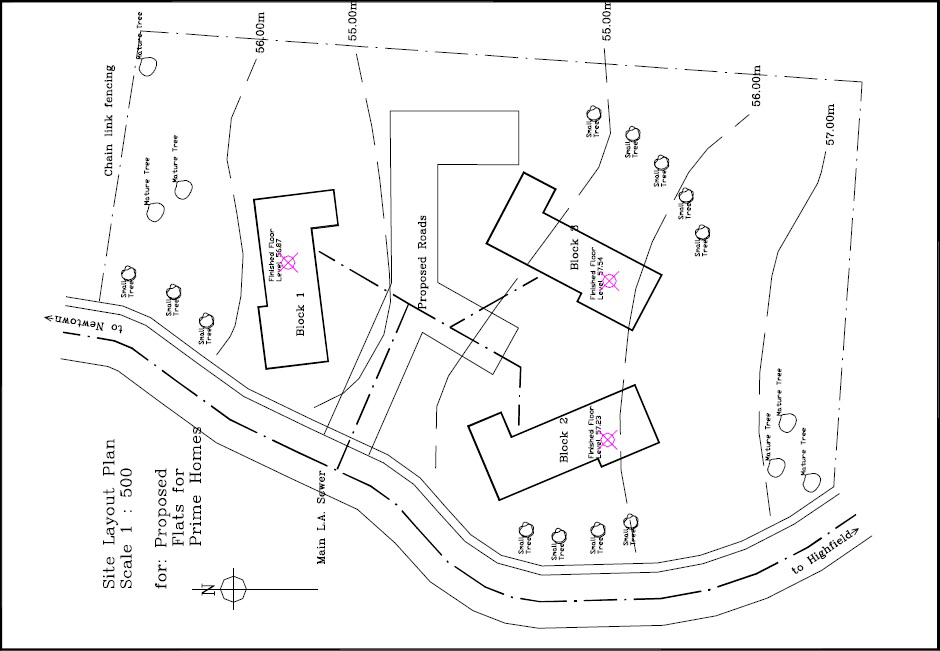 Site Layout Plan
Scale 1 : 500
for: Proposed
Flats for
Prime Homes
N
Chain link fencing
Mature Tree
Mature Tree
Mature Tree
56.00m
55.00m
55.00m
56.00m
57.00m
Small
Tree
Small
Tree
Small
Tree
to Newtown
Finished Floor
Level 56.87
Block 1
Proposed Roads
Main L.A. Sewer
Small
Tree
Small
Tree
Small
Tree
Small
Tree
Small
Tree
Block 3
Finished Floor
Level 57.54
Block 2
Finished Floor
Level 57.23
Small
Tree
Small
Tree
Small
Tree
Small
Tree
Mature Tree
Mature Tree
Mature Tree
to Highfield